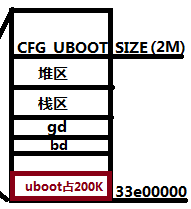 CFG_UBOOT_SIZE (2M)
堆区
栈区
gd
bd
uboot占200K 33e00000